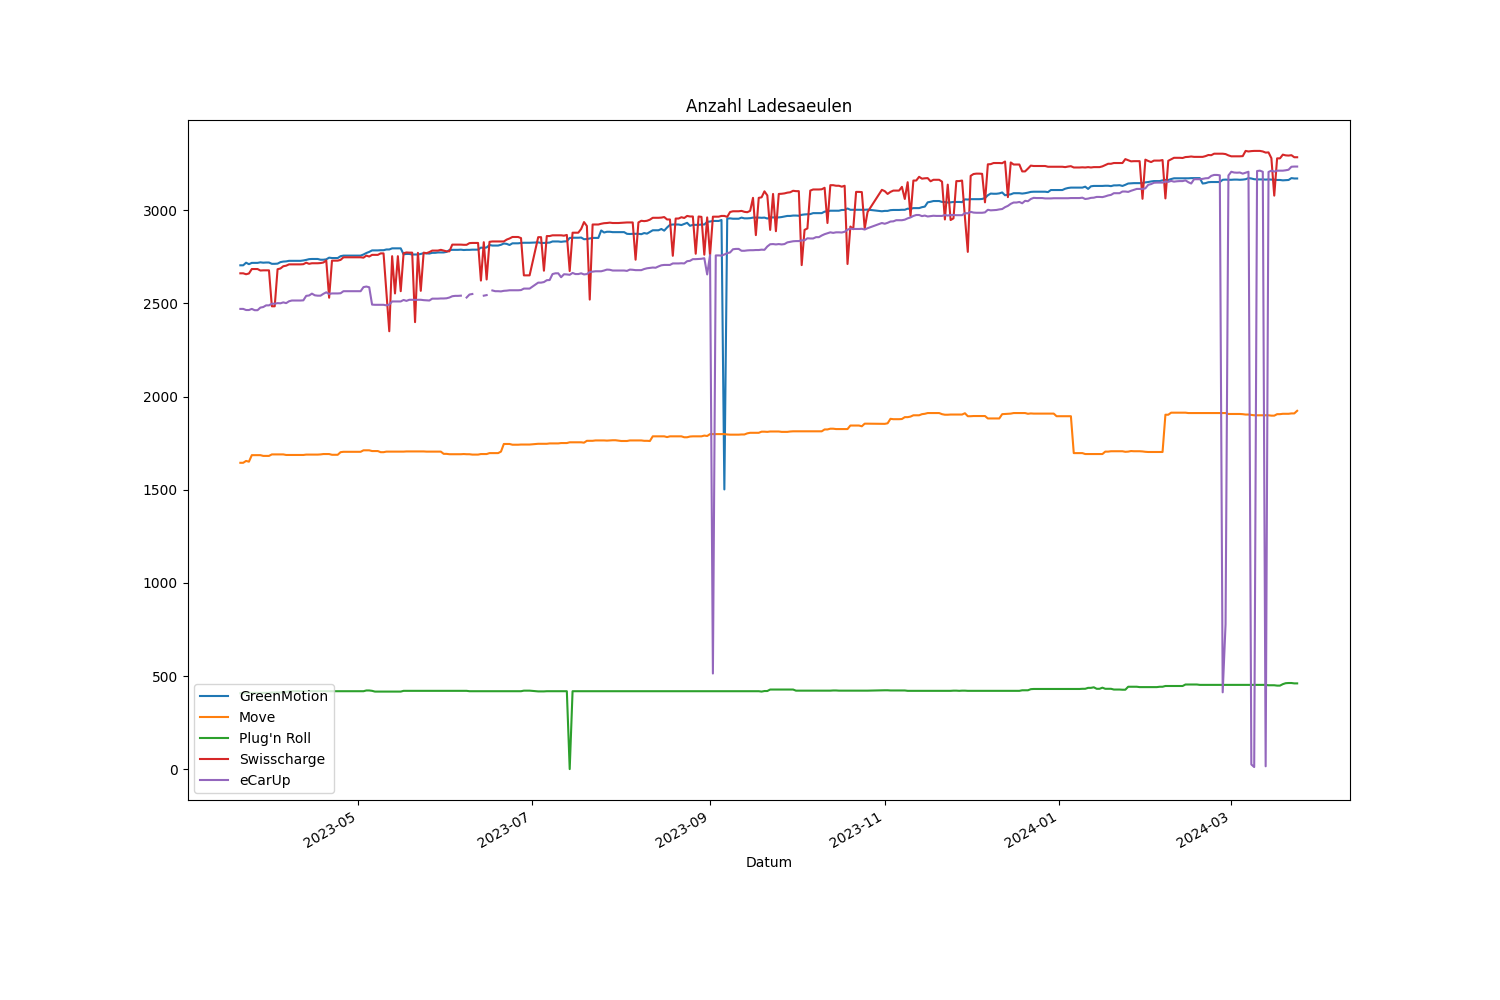 Anzahl Ladesaeulen
3000
2500
2000
1500
1000
500
0
GreenMotion
Move
Plug'n Roll
Swisscharge
eCarUp
2023-05
2023-07
2023-09
2023-11
2024-01
2024-03
Datum